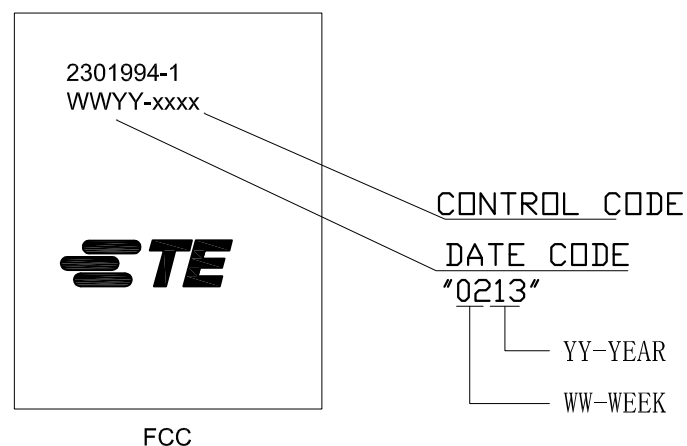 2301994-1
WWYY-xxxx
CONTROL CODE
DATE CODE
"0213"
TE
YY-YEAR
WW-WEEK
FCC